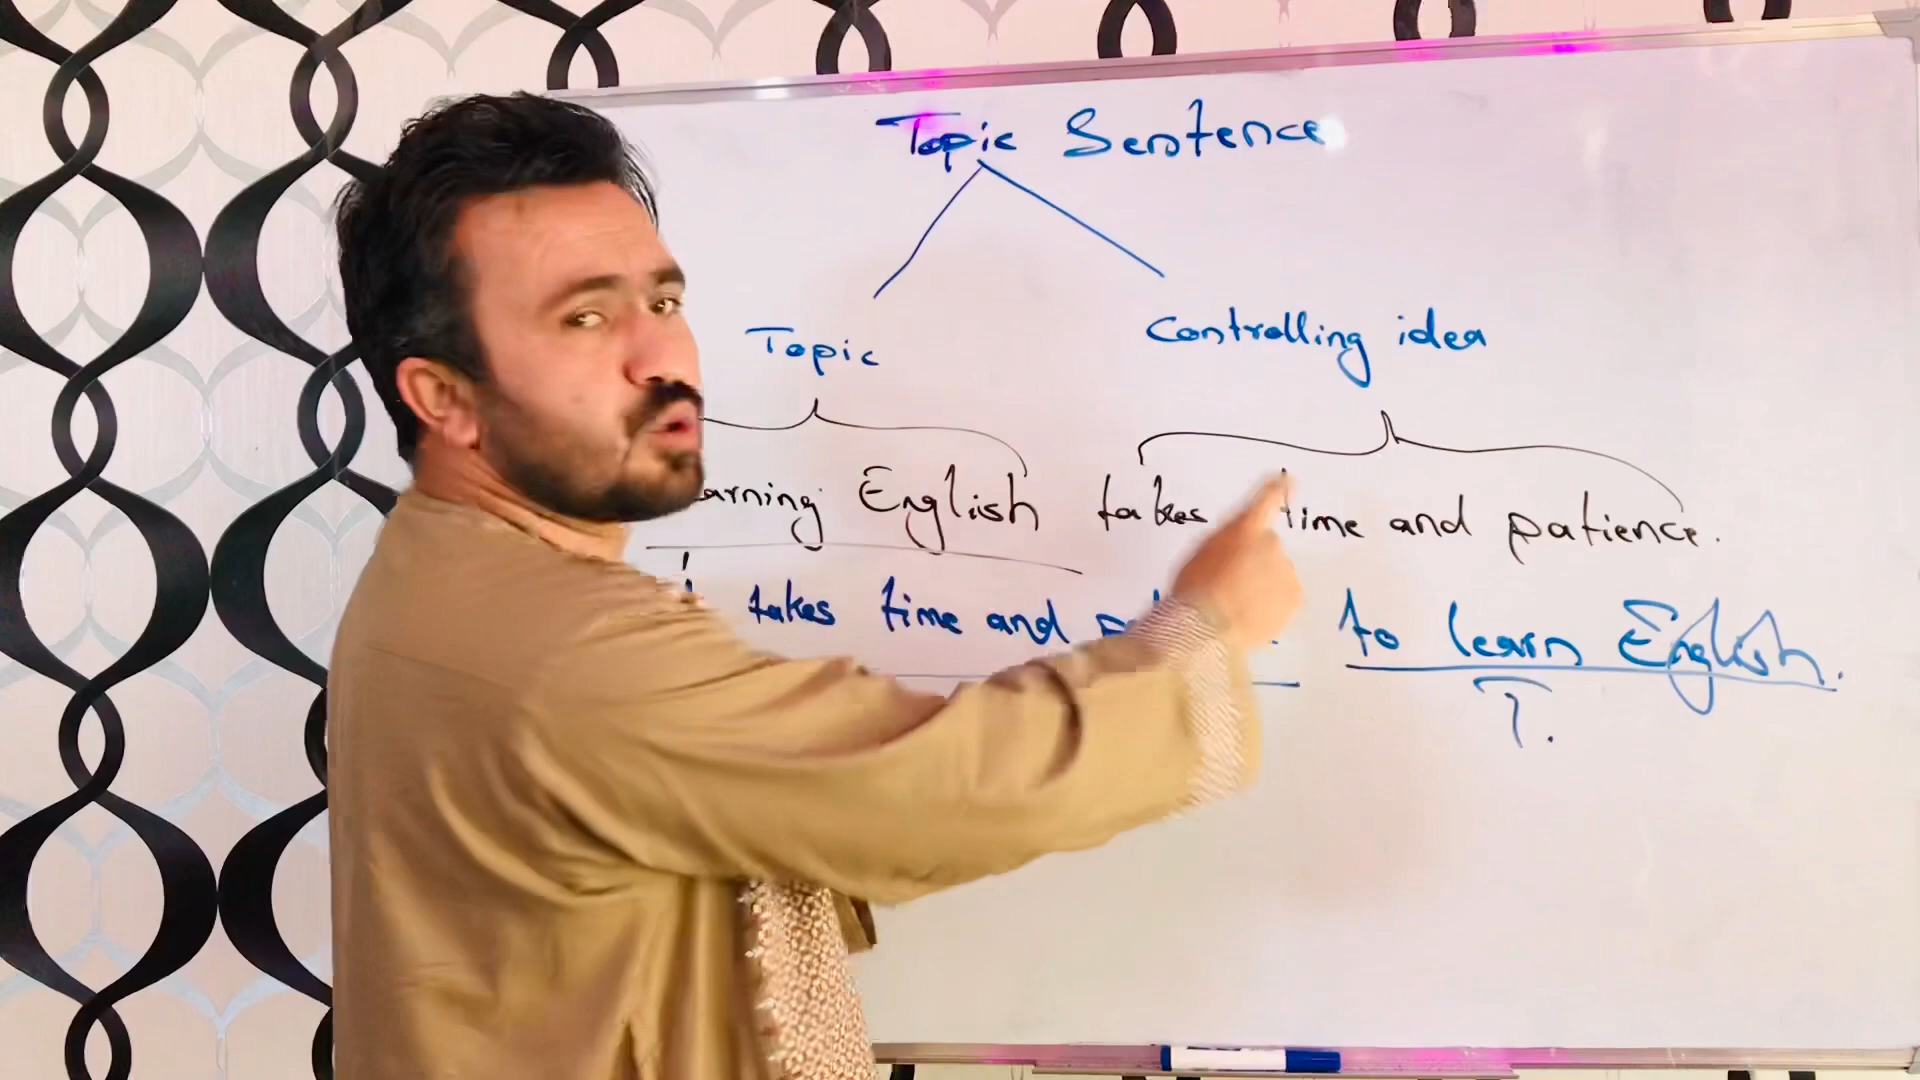 Topic Sentence
Topic
Controlling idea
English takes time and patience.
takes time and to learn English.
T.